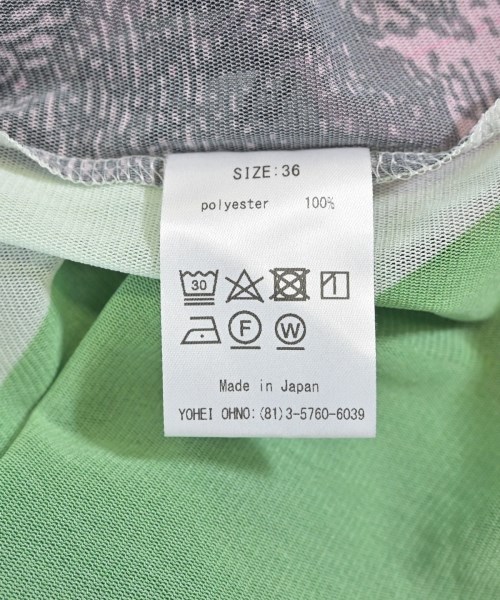 SIZE:36
polyester 100%
30
F W
Made in Japan
YOHEI OHNO:(81)3-5760-6039